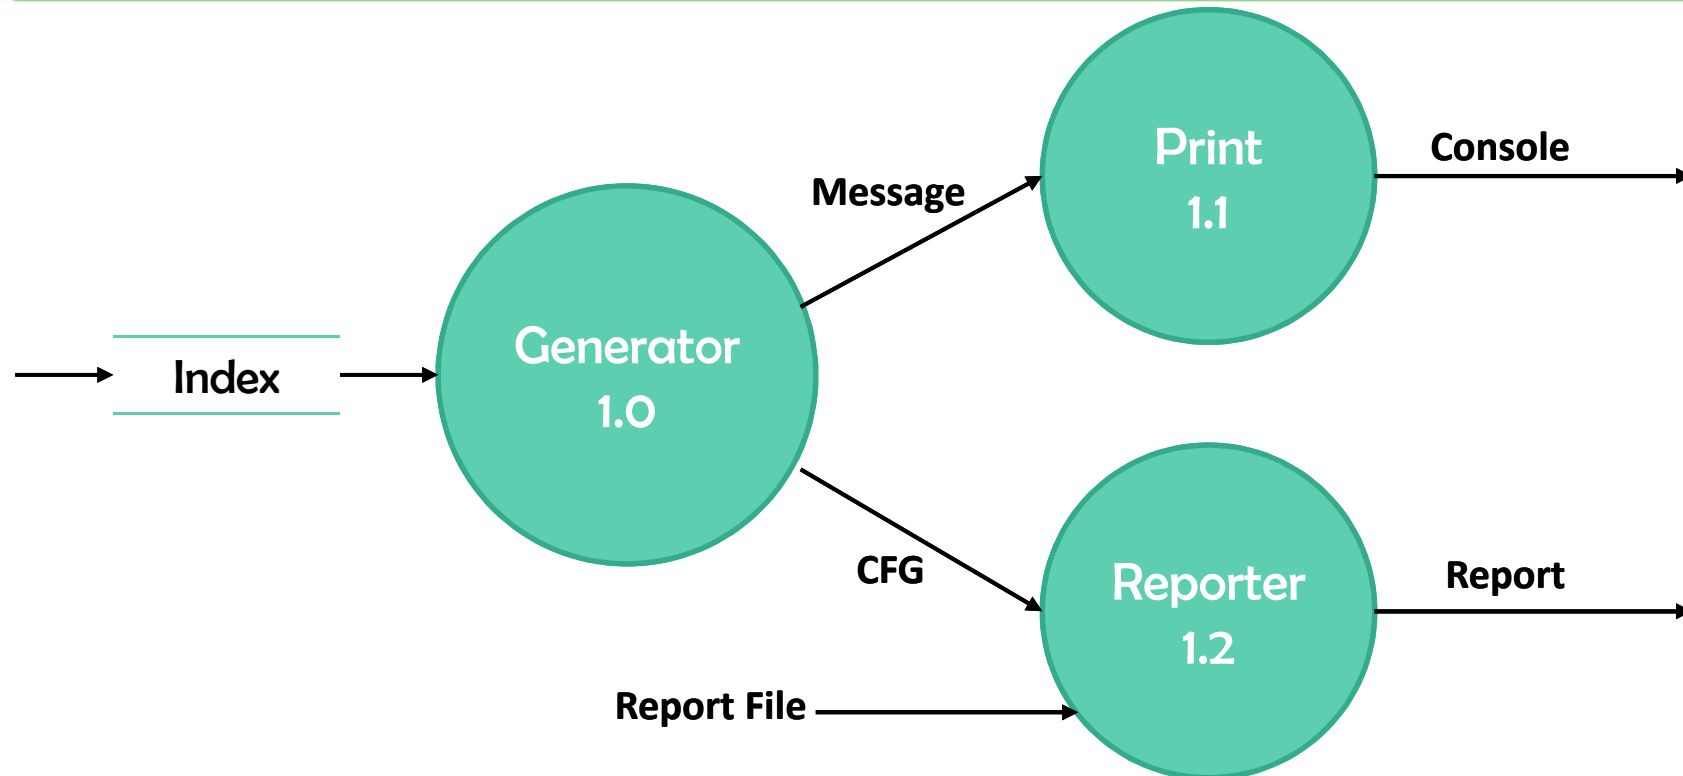 Print
1.1
Console
Message
Generator
1.0
Index
CFG
Reporter
1.2
Report
Report File